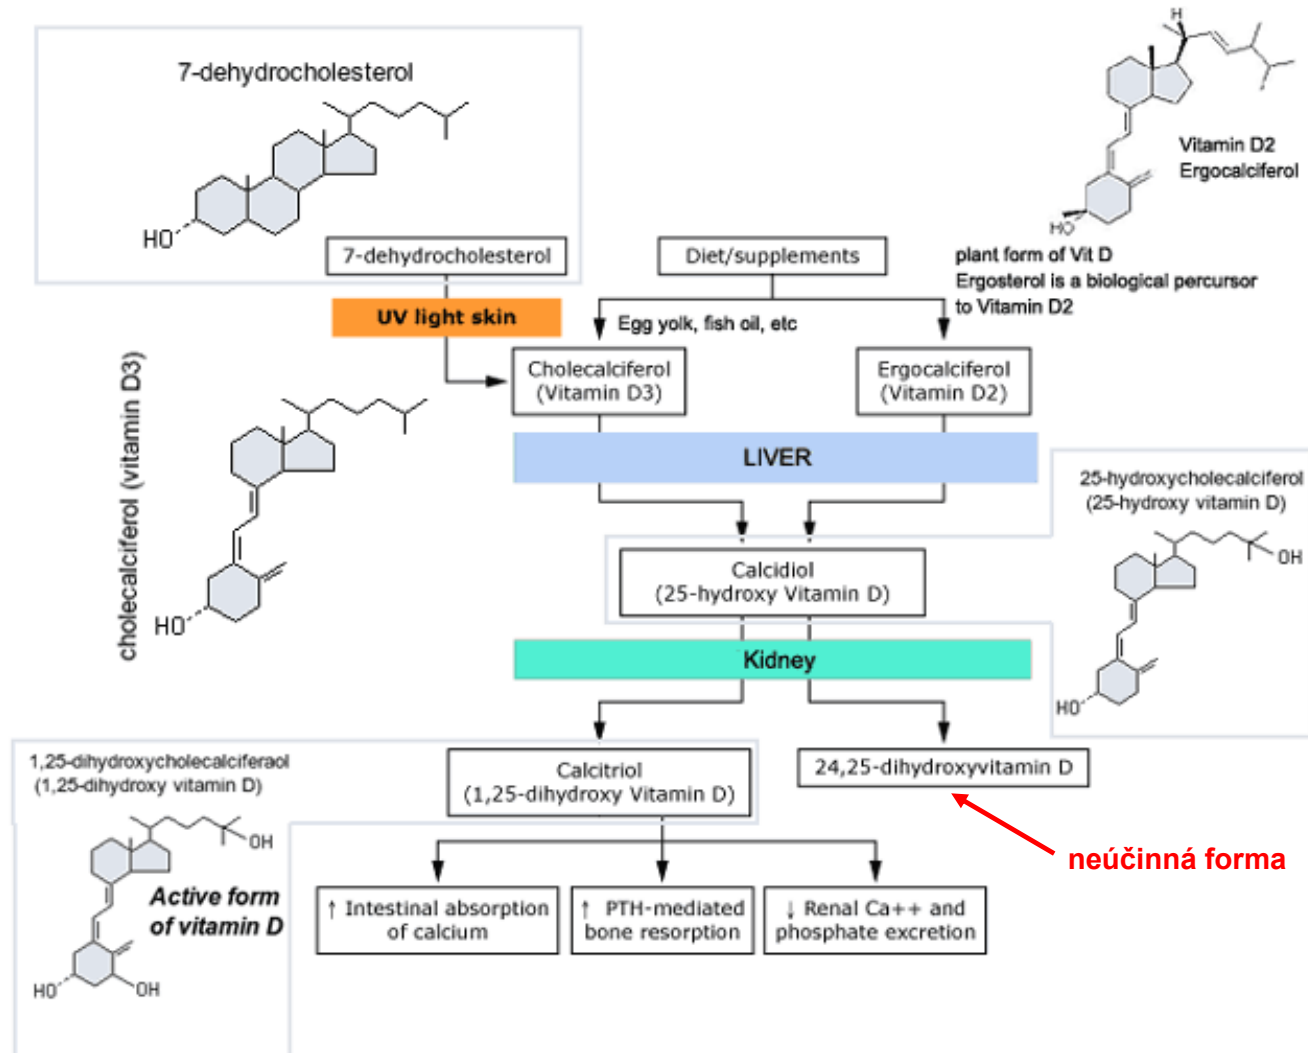 7-dehydrocholesterol
HO
7-dehydrocholesterol
UV light skin
Diet/supplements
Egg yolk, fish oil, etc
H
HO
Vitamin D2
Ergocalciferol
plant form of Vit D
Ergosterol is a biological percursor
to Vitamin D2
cholecalciferol (vitamin D3)
HO
Cholecalciferol
(Vitamin D3)
Ergocalciferol
(Vitamin D2)
LIVER
25-hydroxycholecalciferol
(25-hydroxy vitamin D)
OH
HO
Calcidiol
(25-hydroxy Vitamin D)
Kidney
1,25-dihydroxycholecalciferaol
(1,25-dihydroxy vitamin D)
OH
Active form
of vitamin D
HO
OH
Calcitriol
(1,25-dihydroxy Vitamin D)
24,25-dihydroxyvitamin D
neúčinná forma
↑ Intestinal absorption
of calcium
↑ PTH-mediated
bone resorption
↓ Renal Ca++ and
phosphate excretion